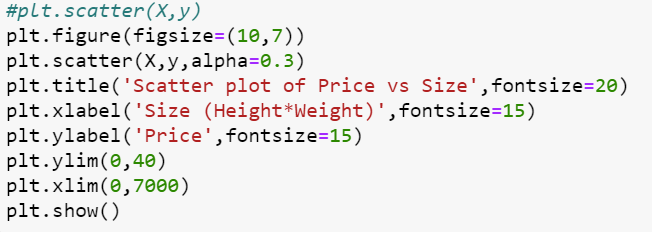 #plt.scatter(X,y)
plt.figure(figsize=(10,7))
plt.scatter(X,y,alpha=0.3)
plt.title('Scatter plot of Price vs Size',fontsize=20)
plt.xlabel('Size (Height*Weight)',fontsize=15)
plt.ylabel('Price',fontsize=15)
plt.ylim(0,40)
plt.xlim(0,7000)
plt.show()